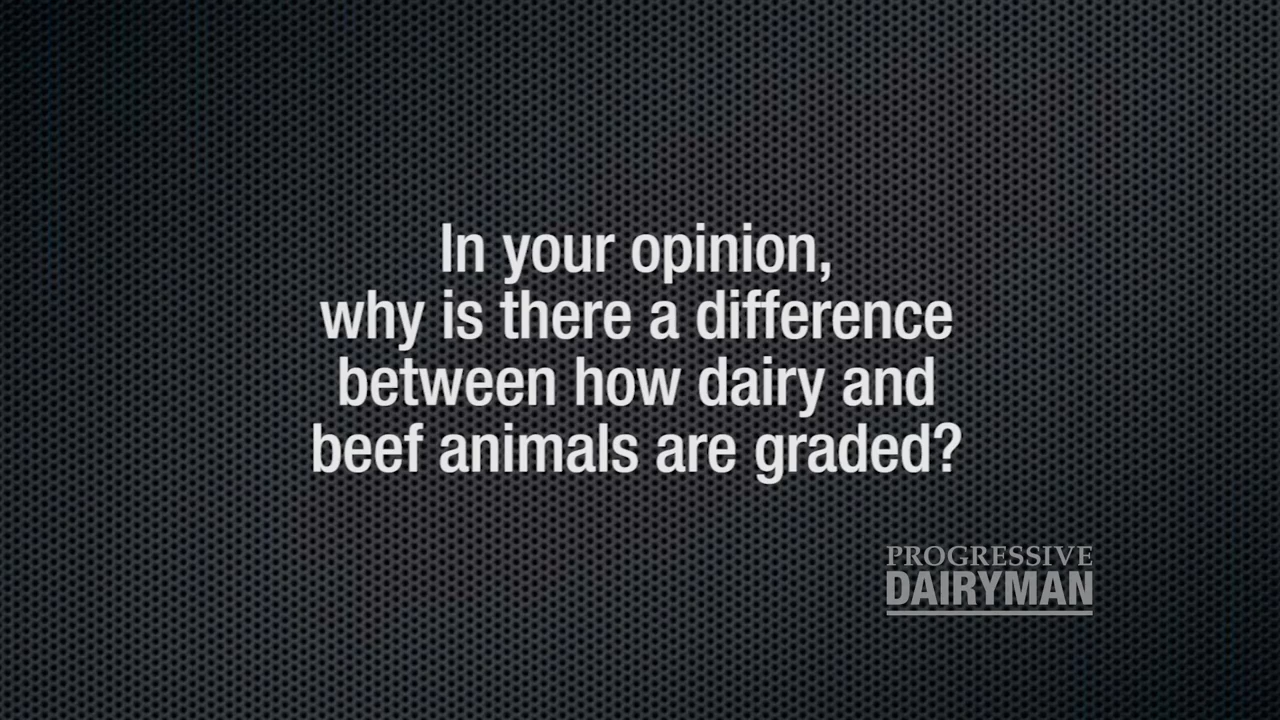 In your opinion,
why is there a difference
between how dairy and
beef animals are graded?
PROGRESSIVE
DAIRYMAN